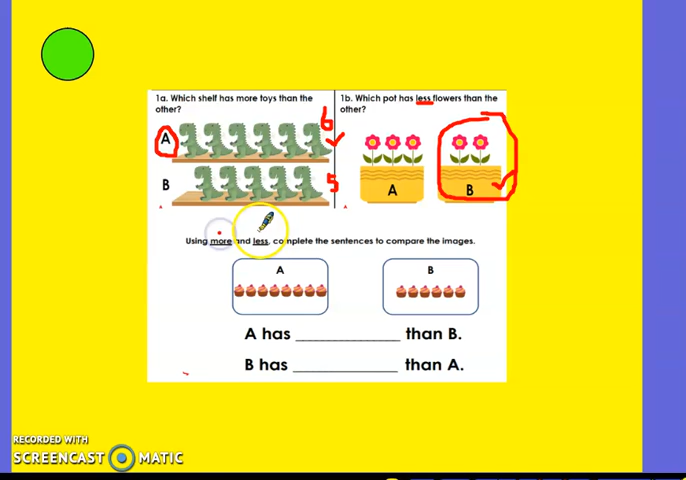 1a. Which shelf has more toys than the
other?
A
6
B
5
1b. Which pot has less flowers than the
other?
A
B
Using more and less, complete the sentences to compare the images.
A
B
A has ____________ than B.
B has ____________ than A.
RECORDED WITH
SCREENCAST MATIC